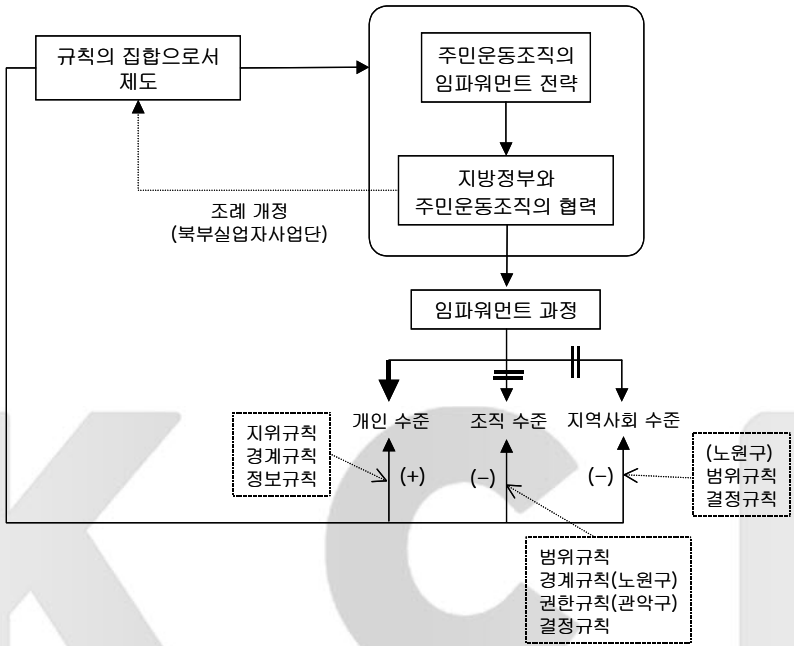 규칙의 집합으로서
제도
주민운동조직의
임파워먼트 전략
지방정부와
주민운동조직의 협력
조례 개정
(북부실업자사업단)
임파워먼트 과정
개인 수준
조직 수준
지역사회 수준
지위규칙
경계규칙
정보규칙
(+)
(−)
(−)
(노원구)
범위규칙
결정규칙
범위규칙
경계규칙(노원구)
권한규칙(관악구)
결정규칙